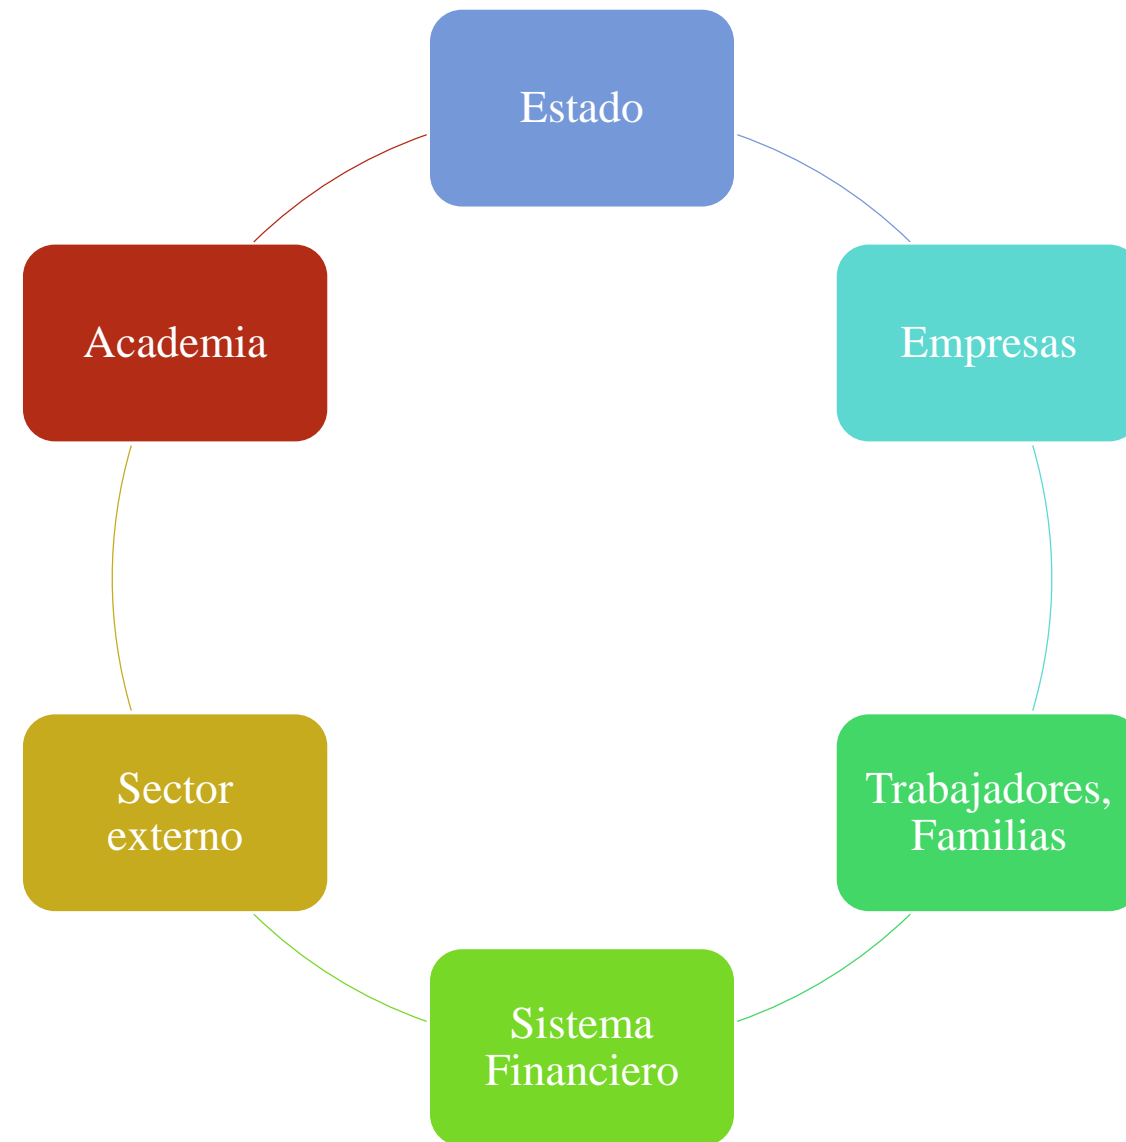 Estado
Empresas
Trabajadores,
Familias
Sistema
Financiero
Sector
externo
Academia